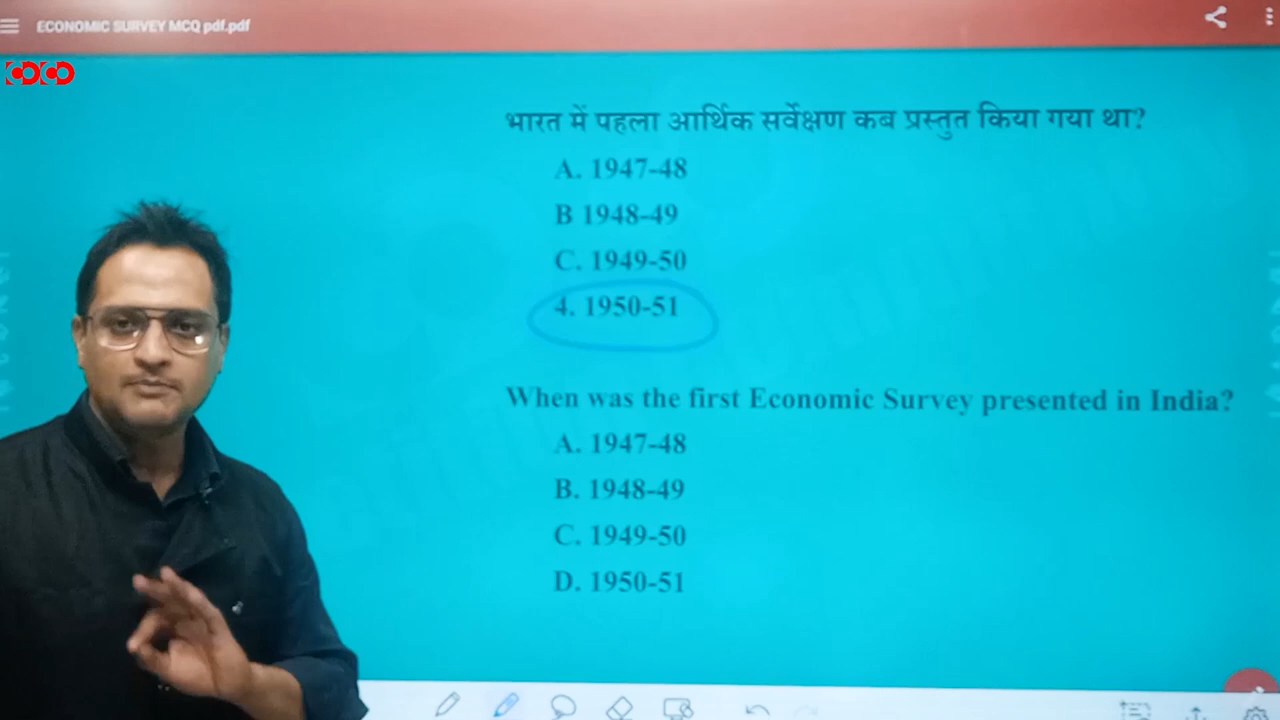 ECONOMIC SURVEY MCQ pdf.pdf
भारत में पहला आर्थिक सर्वेक्षण कब प्रस्तुत किया गया था?
A. 1947-48
B 1948-49
C. 1949-50
4. 1950-51
When was the first Economic Survey presented in India?
A. 1947-48
B. 1948-49
C. 1949-50
D. 1950-51